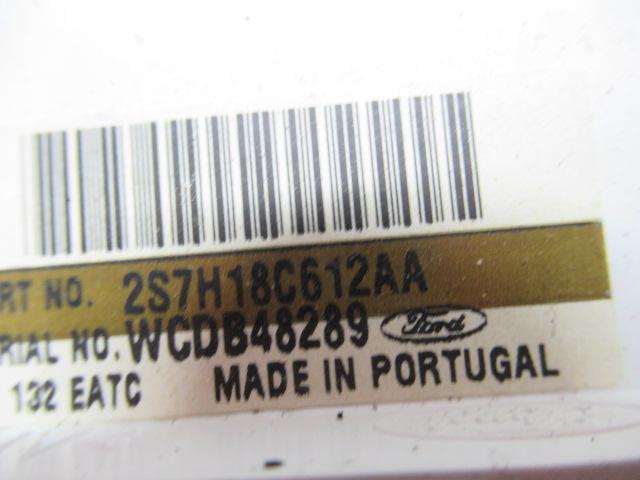 RT NO. 2S7H18C612AA
RIAL NO. WCDB48289 Ford
132 EATC MADE IN PORTUGAL